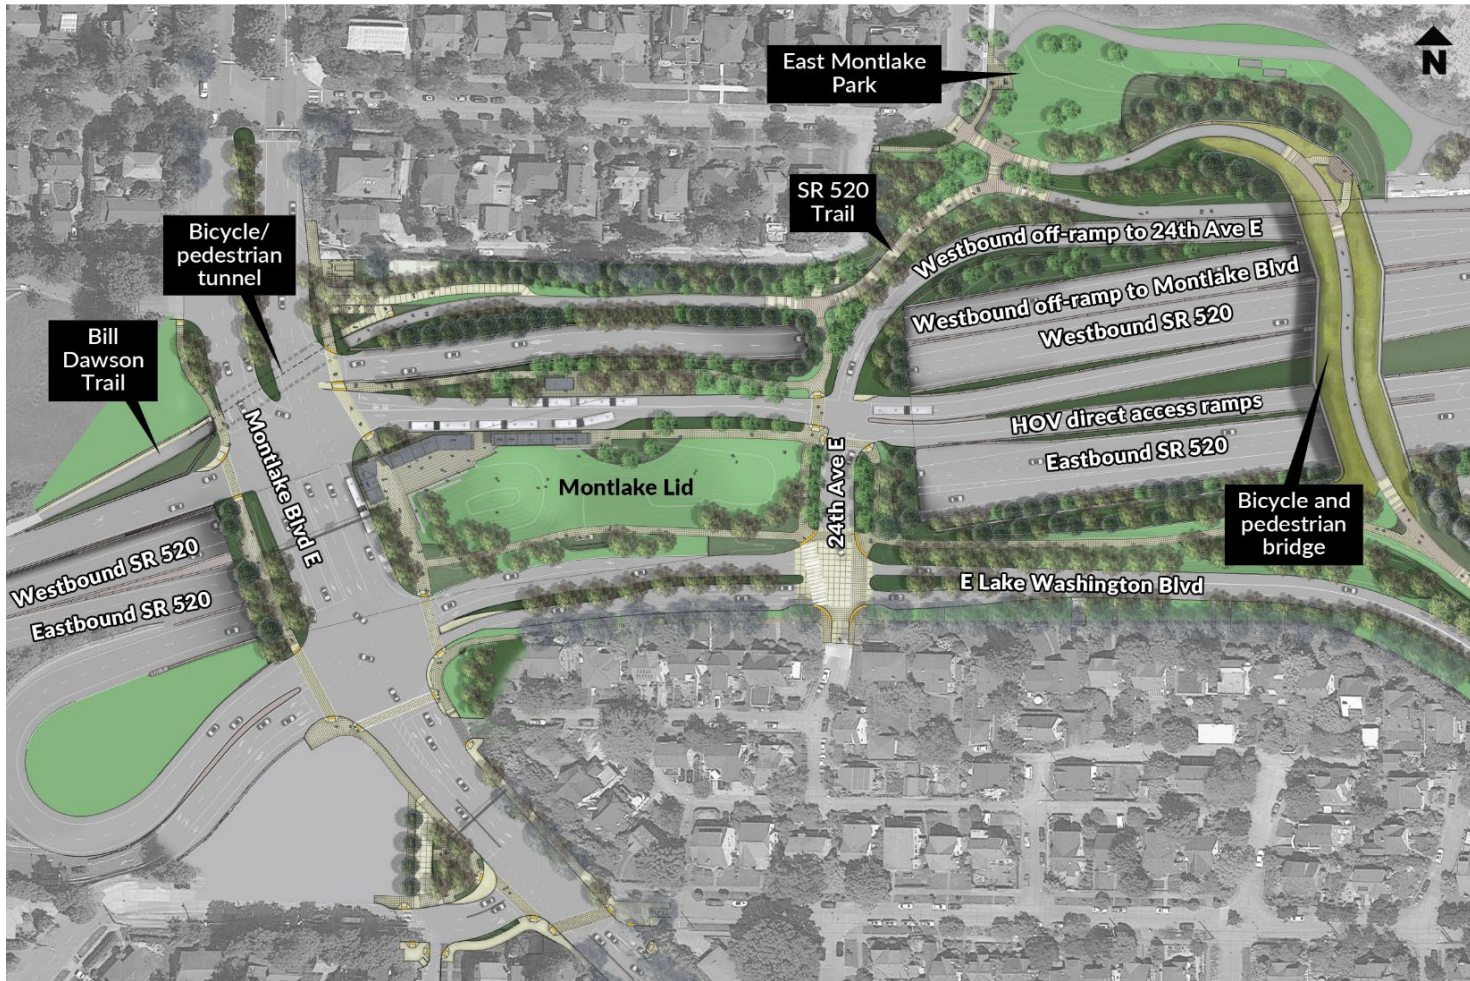 East Montlake
Park
N
SR 520
Trail
Bicycle/
pedestrian
tunnel
Westbound off-ramp to 24th Ave E
Westbound off-ramp to Montlake Blvd
Westbound SR 520
Bill
Dawson
Trail
HOV direct access ramps
Eastbound SR 520
Montlake Blvd E
24th Ave E
Montlake Lid
Bicycle and
pedestrian
bridge
Westbound SR 520
Eastbound SR 520
E Lake Washington Blvd